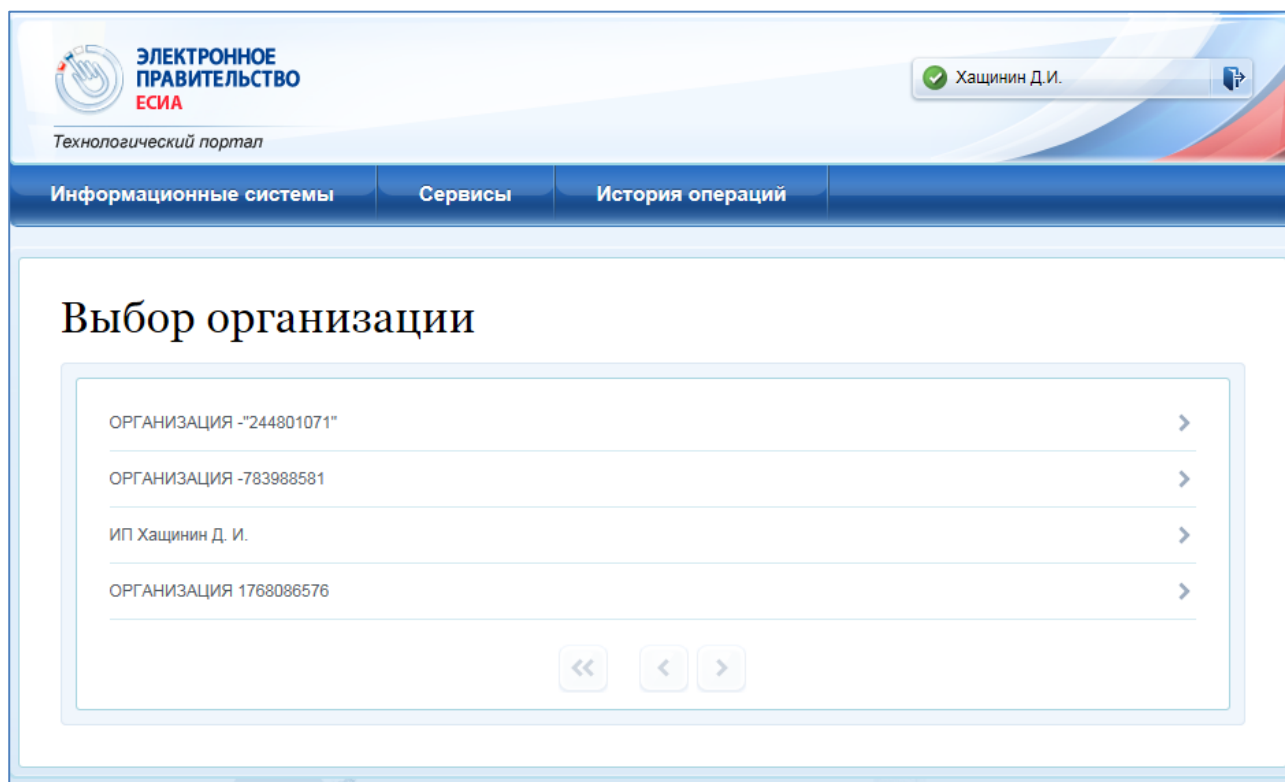 ЭЛЕКТРОННОЕ
ПРАВИТЕЛЬСТВО
ЕСИА
Хащинин Д.И.
Технологический портал
Информационные системы Сервисы История операций
Выбор организации
ОРГАНИЗАЦИЯ -"244801071"
ОРГАНИЗАЦИЯ -783988581
ИП Хащинин Д. И.
ОРГАНИЗАЦИЯ 1768086576